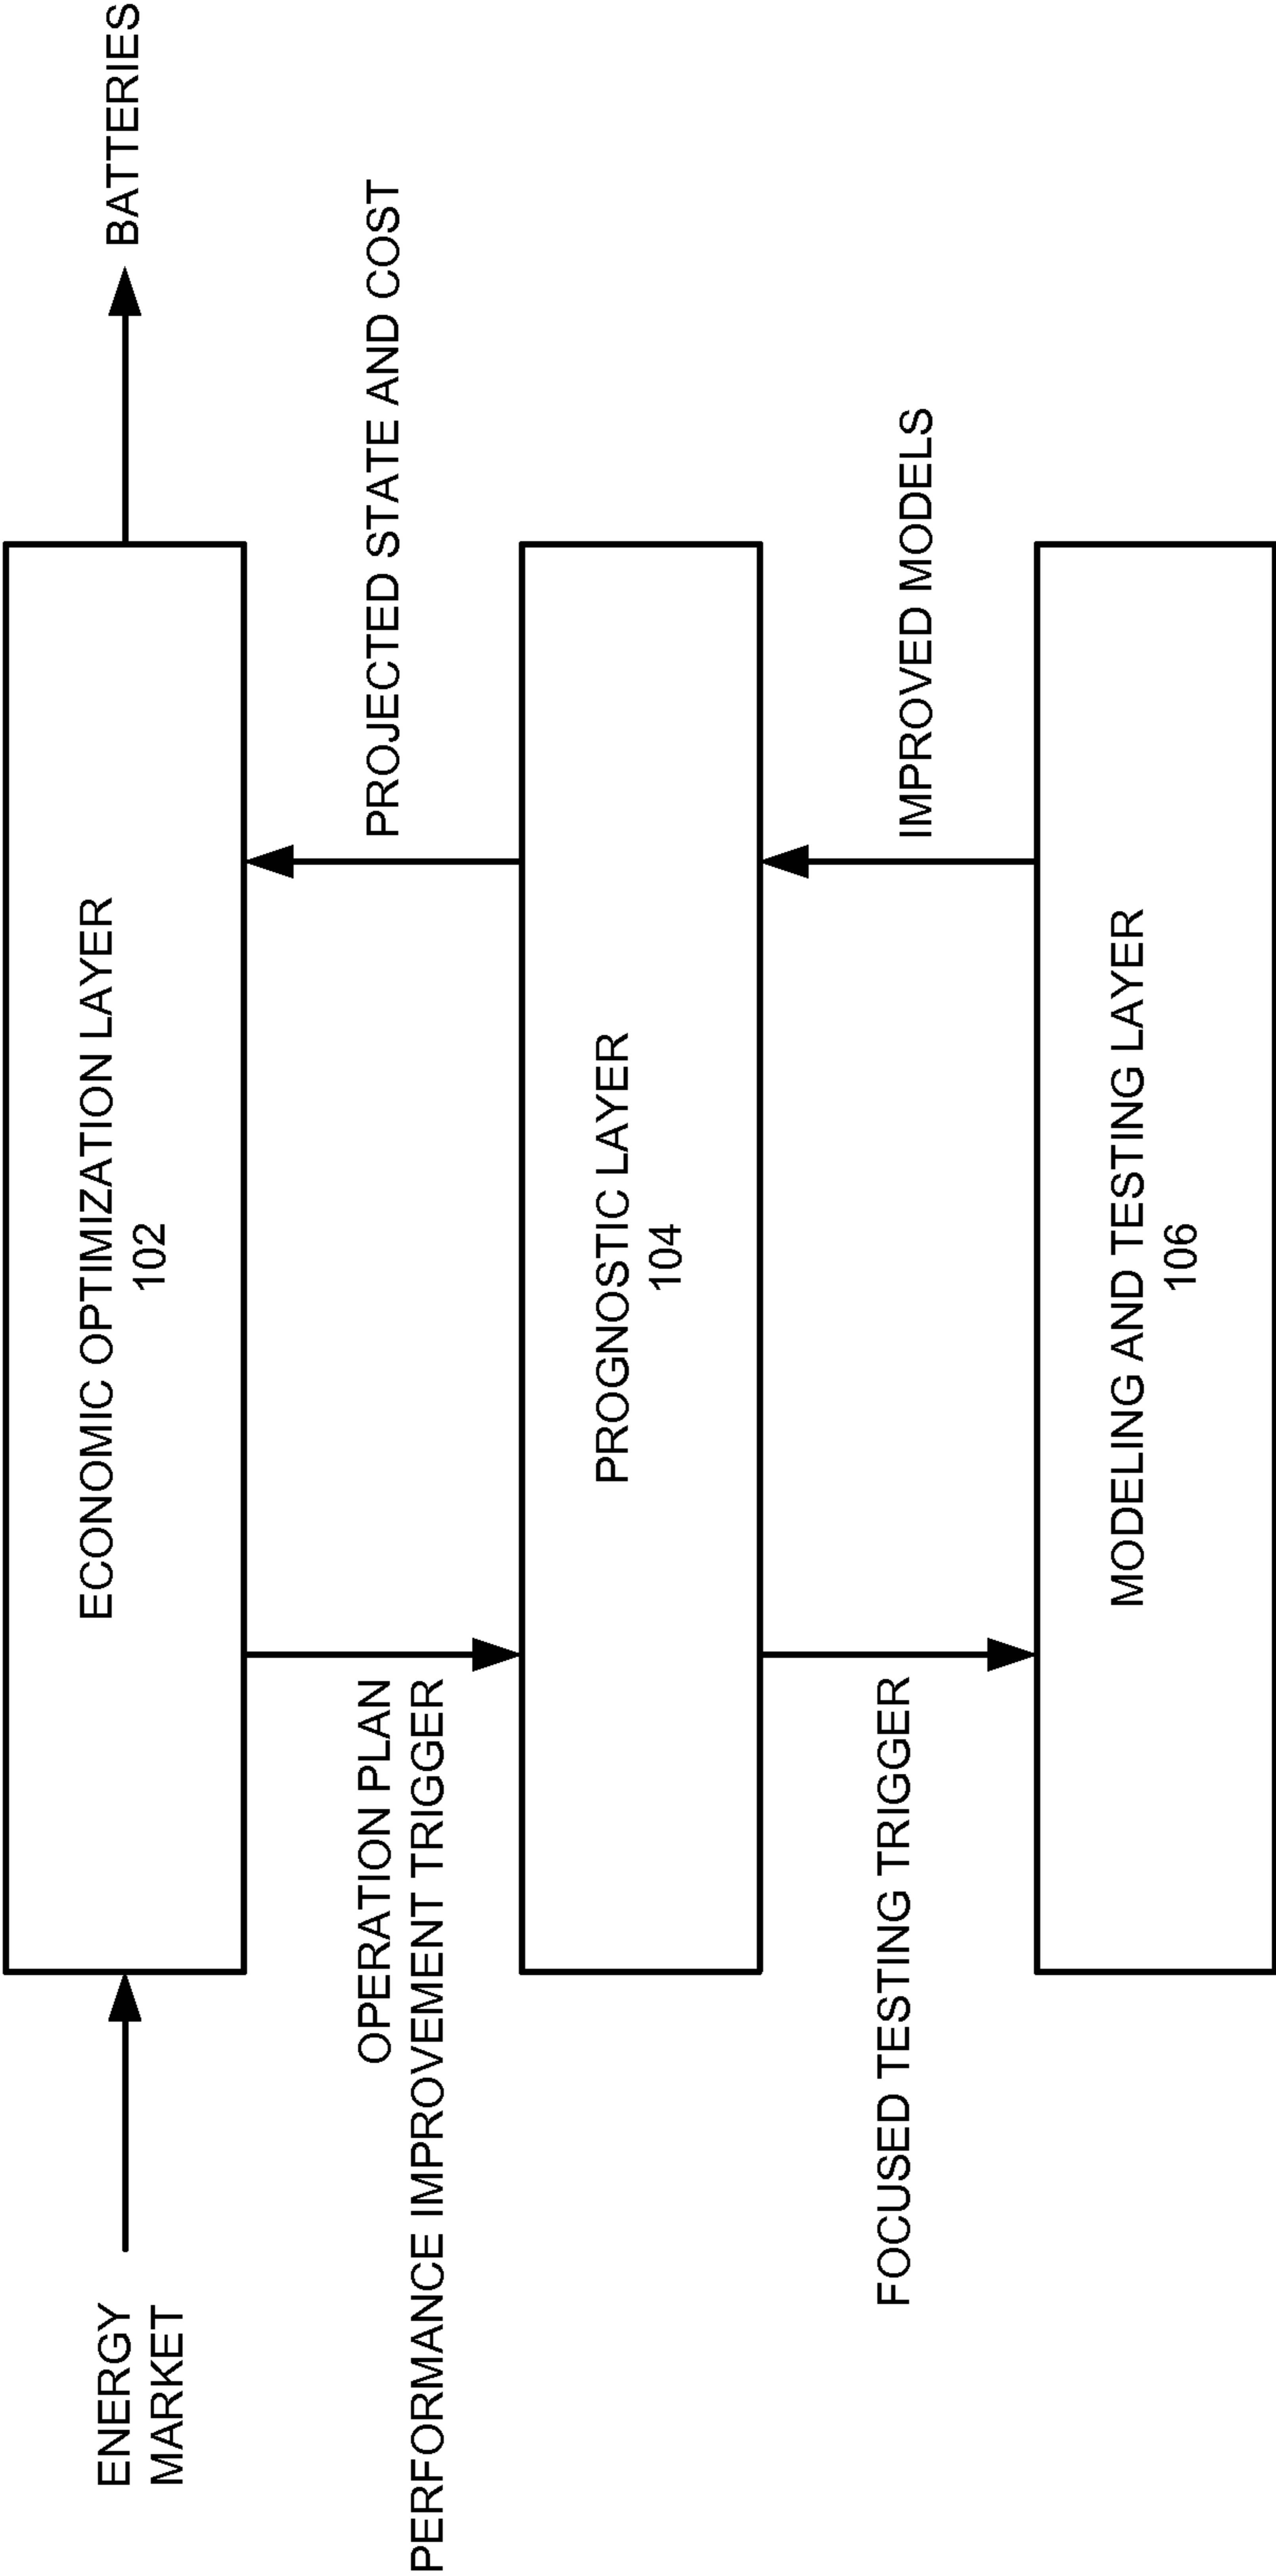 ENERGY
MARKET
ECONOMIC OPTIMIZATION LAYER
102
BATTERIES
OPERATION PLAN
PERFORMANCE IMPROVEMENT TRIGGER
PROJECTED STATE AND COST
PROGNOSTIC LAYER
104
FOCUSED TESTING TRIGGER
IMPROVED MODELS
MODELING AND TESTING LAYER
106